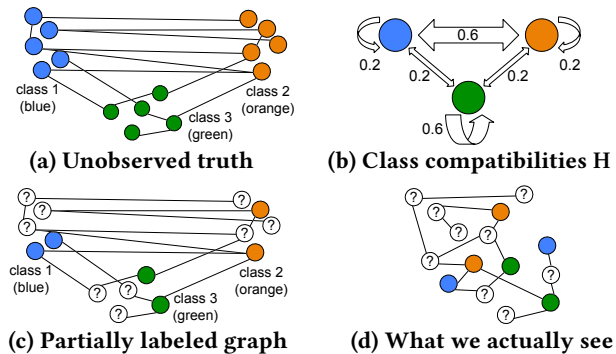 class 1
(blue)
class 2
(orange)
class 3
(green)
(a) Unobserved truth
0.6
0.2
0.2
0.2
0.2
0.6
(b) Class compatibilities H
?
?
?
?
?
class 1
(blue)
?
?
?
class 3
(green)
class 2
(orange)
?
(c) Partially labeled graph
?
?
?
?
?
?
?
?
?
(d) What we actually see